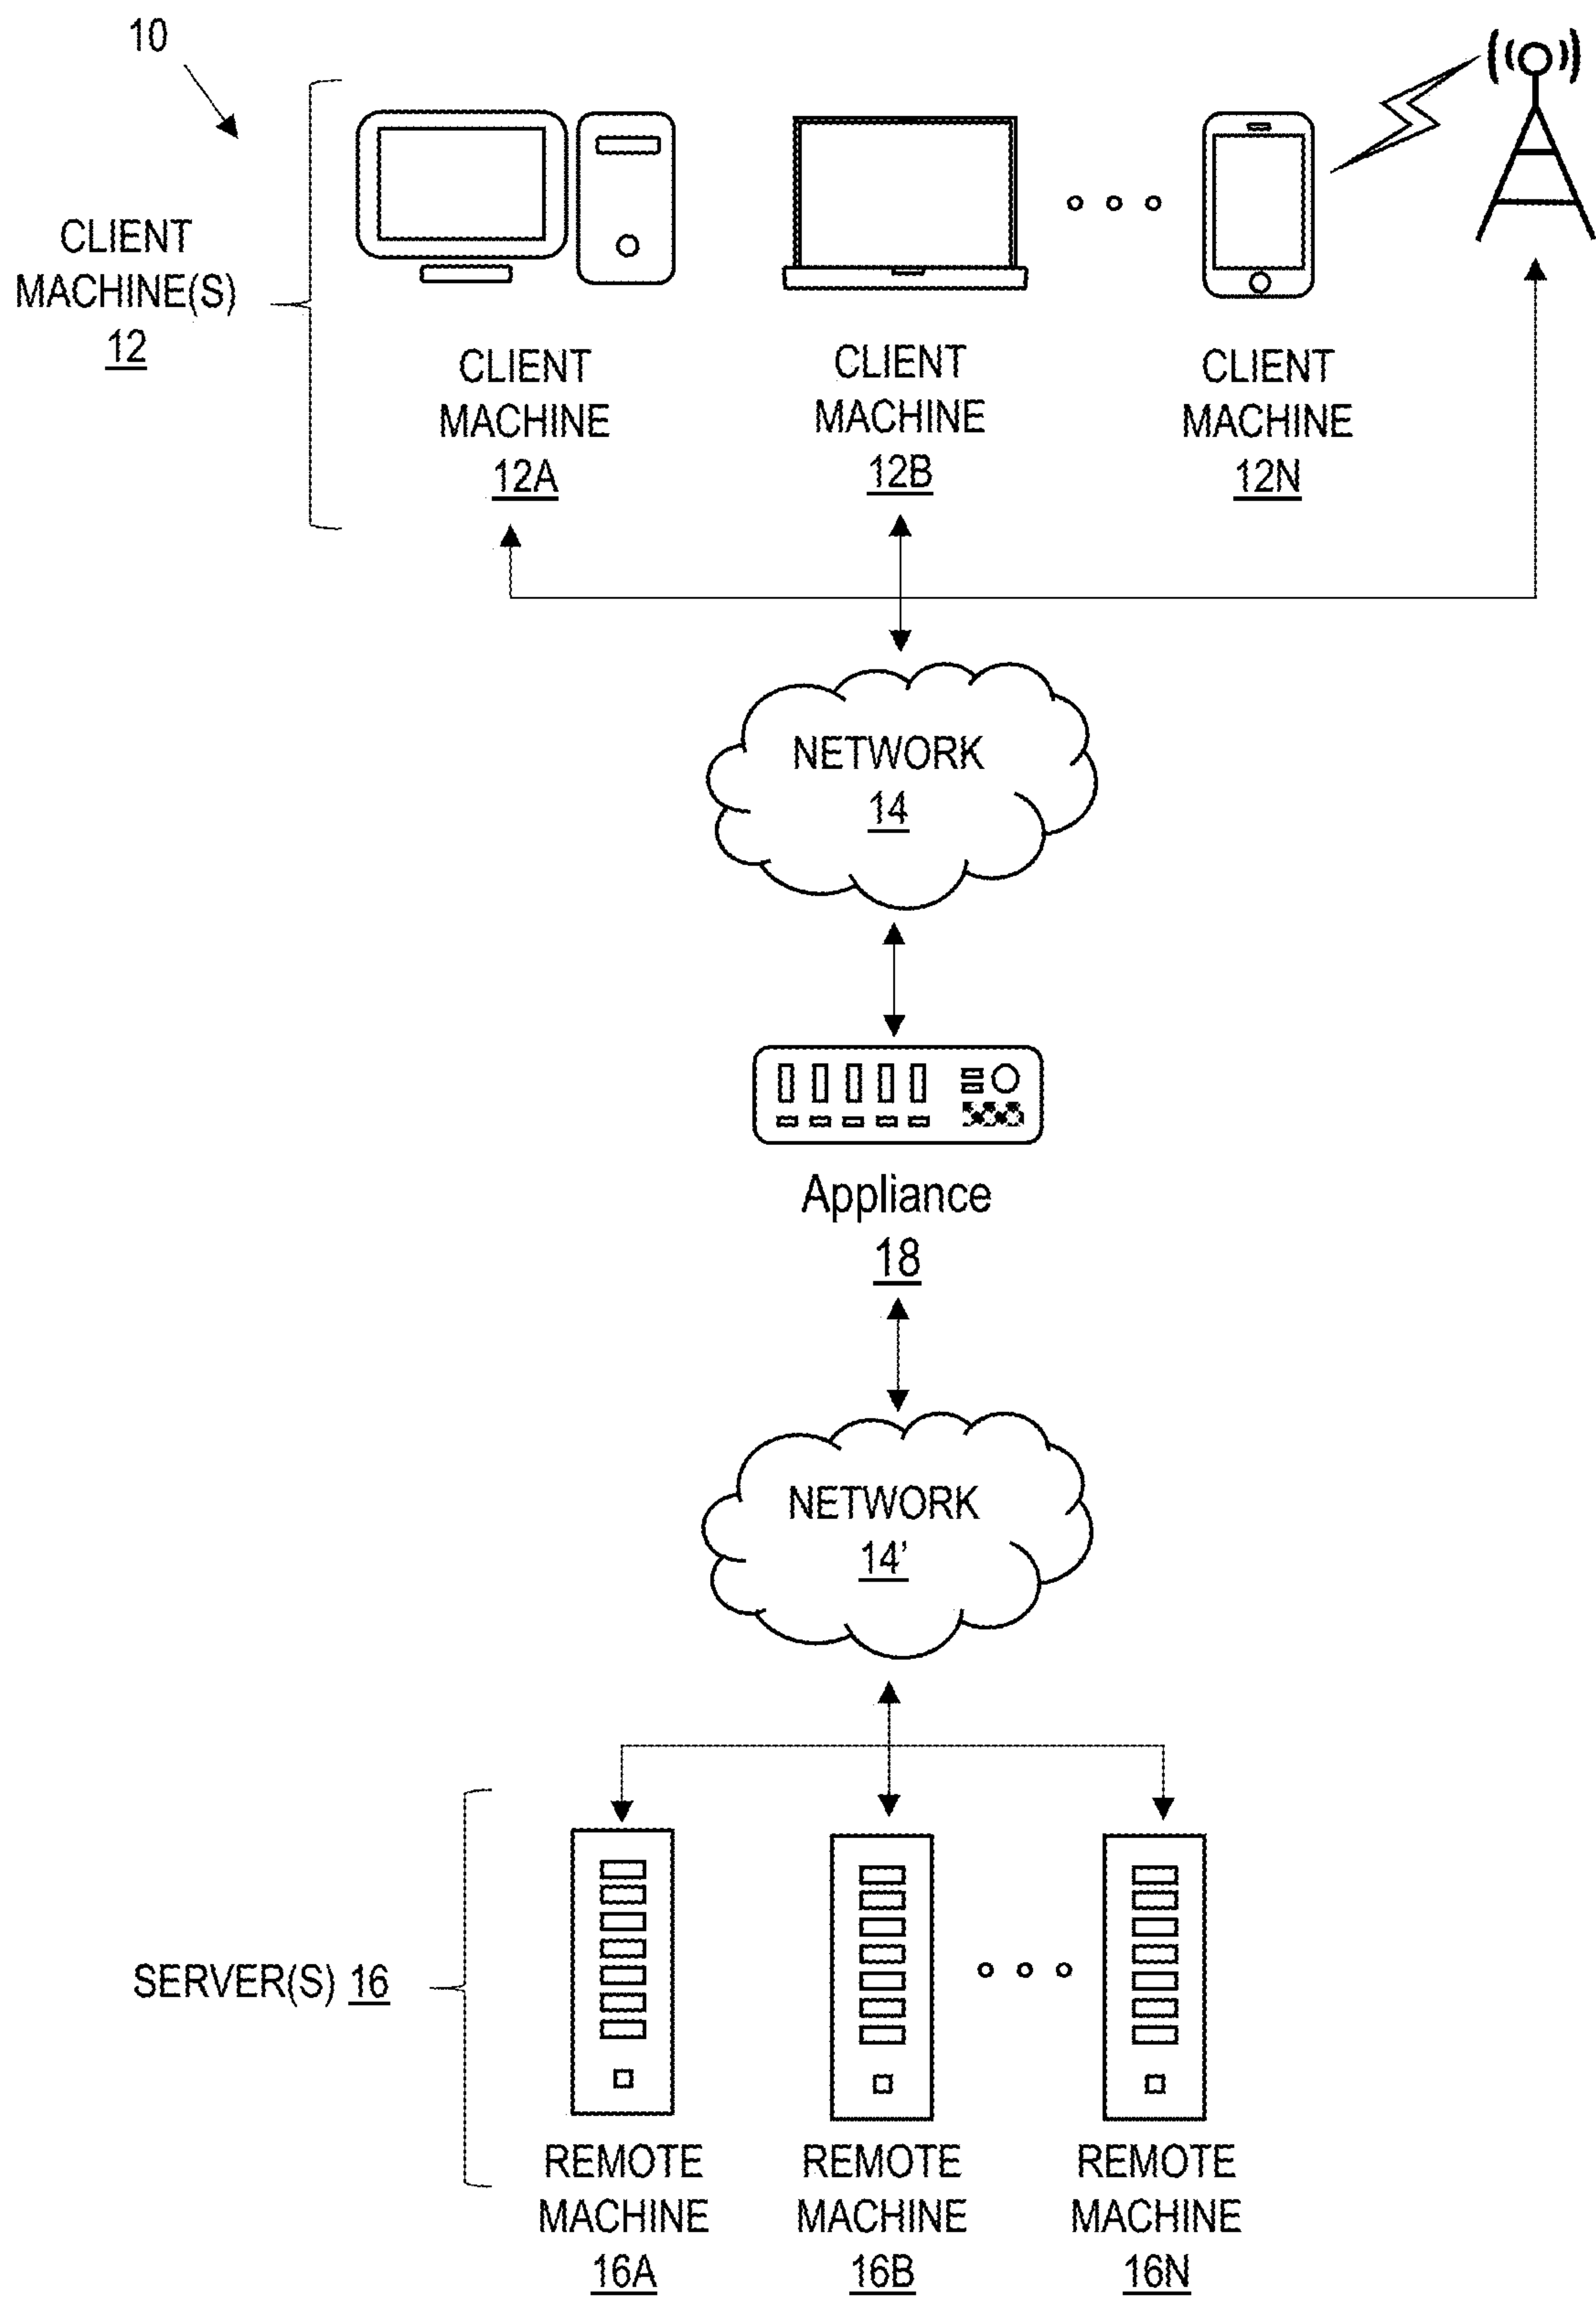 10
CLIENT
MACHINE(S)
12
CLIENT
MACHINE
12A
CLIENT
MACHINE
12B
CLIENT
MACHINE
12N
NETWORK
14
Appliance
18
NETWORK
14'
SERVER(S) 16
REMOTE
MACHINE
16A
REMOTE
MACHINE
16B
REMOTE
MACHINE
16N